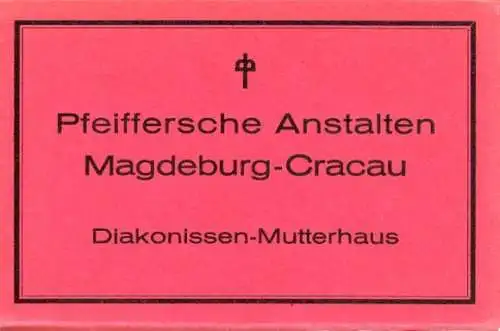 Pfeiffersche Anstalten
Magdeburg-Cracau
Diakonissen-Mutterhaus